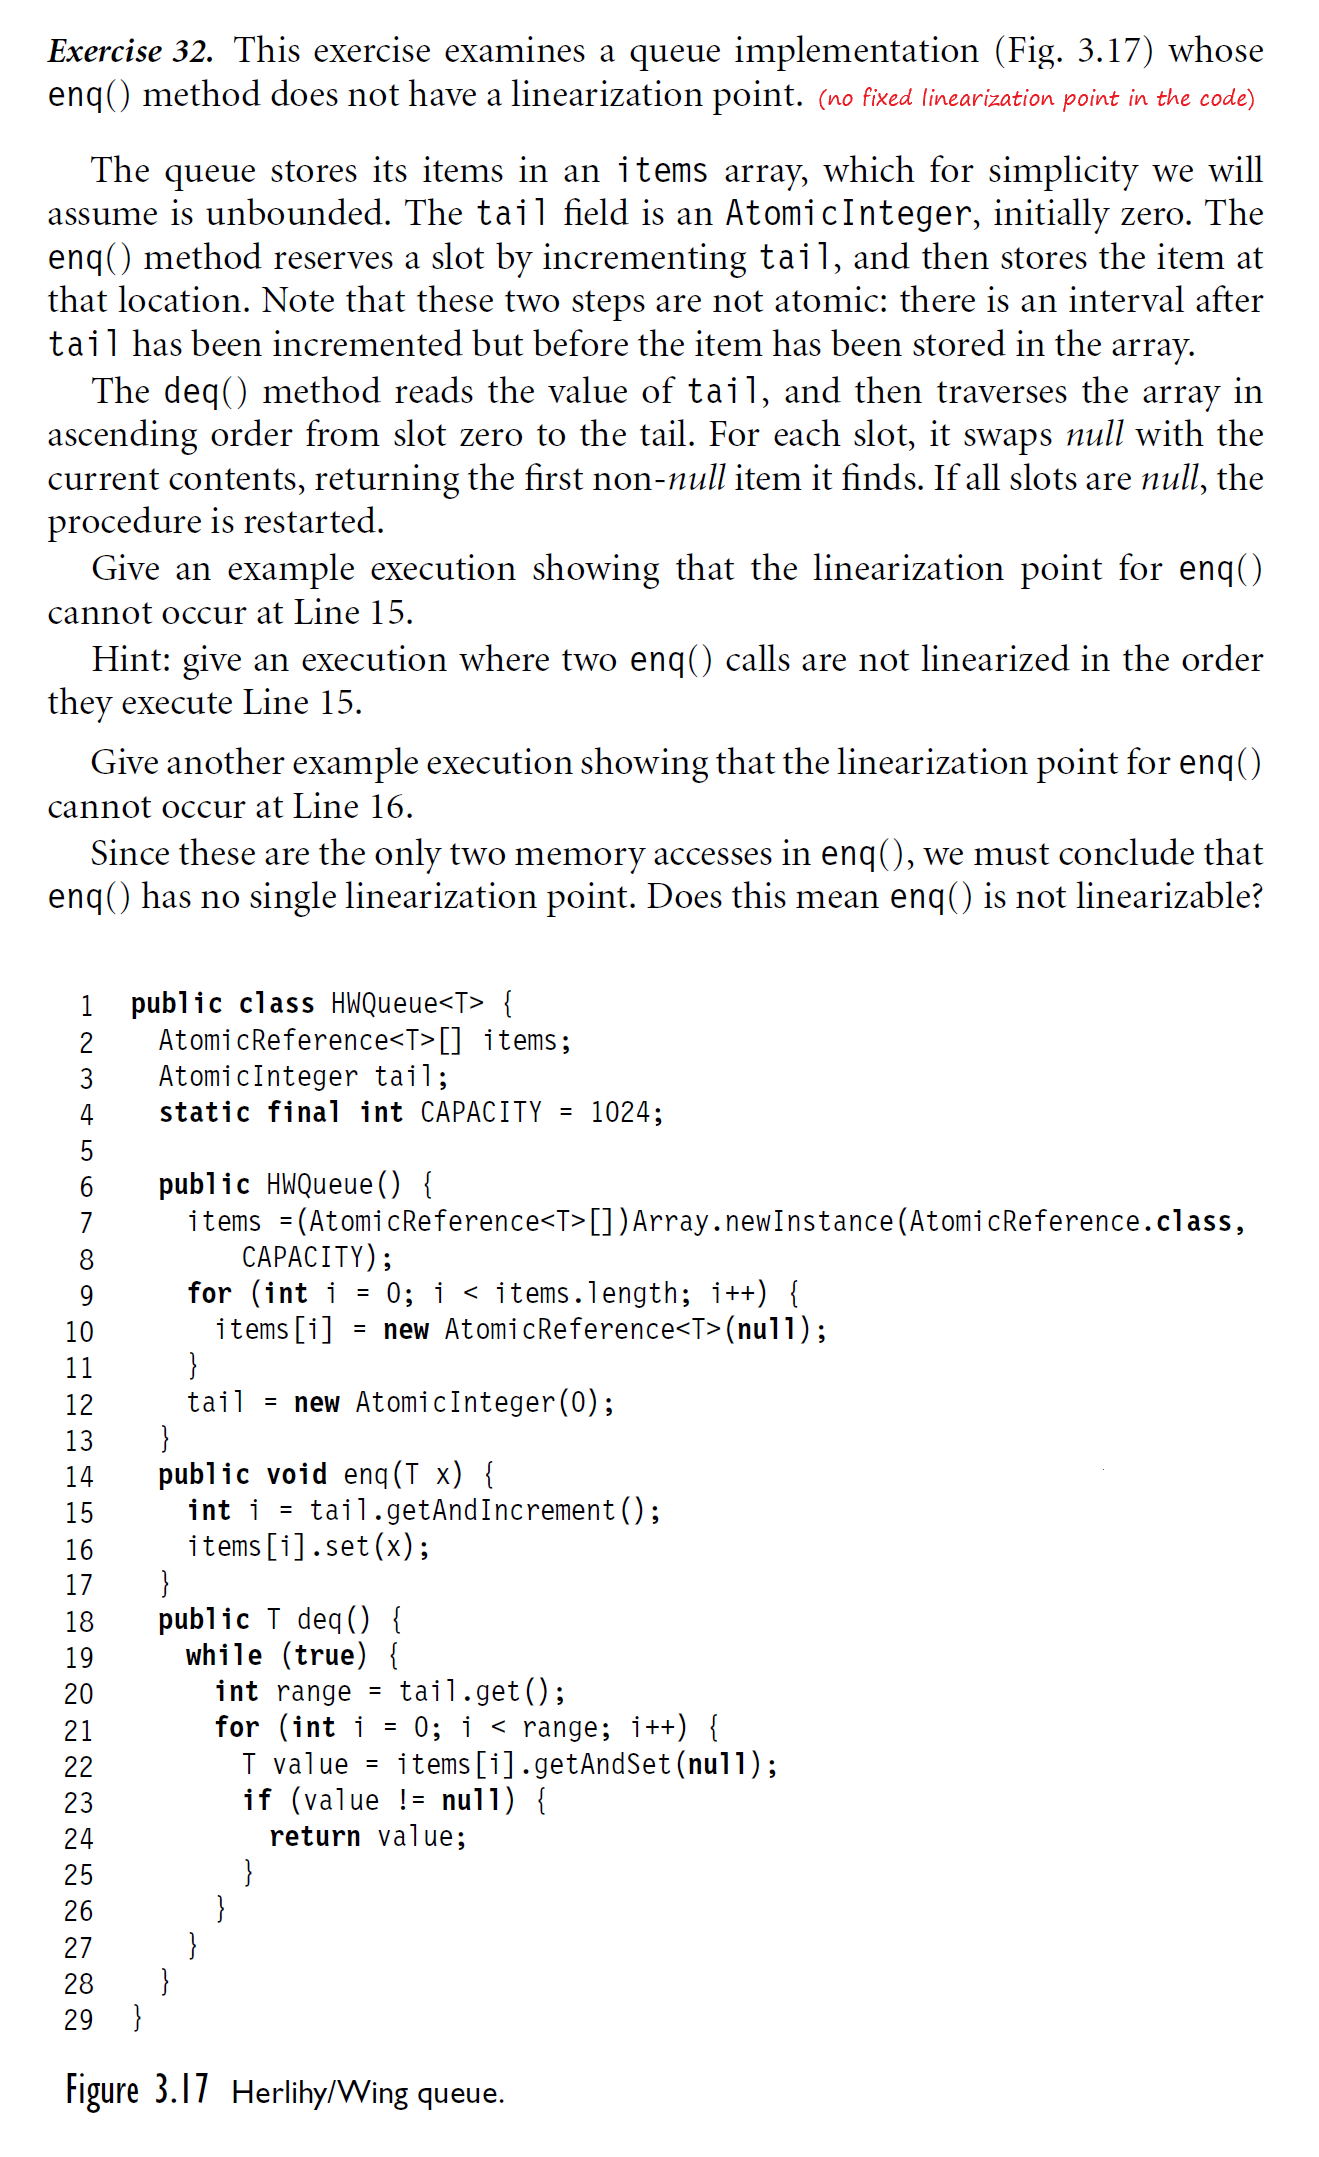 Exercise 32. This exercise examines a queue implementation (Fig. 3.17) whose
enq() method does not have a linearization point. (no fixed linearization point in the code)
The queue stores its items in an items array, which for simplicity we will
assume is unbounded. The tail field is an AtomicInteger, initially zero. The
enq() method reserves a slot by incrementing tail, and then stores the item at
that location. Note that these two steps are not atomic: there is an interval after
tail has been incremented but before the item has been stored in the array.
The deq() method reads the value of tail, and then traverses the array in
ascending order from slot zero to the tail. For each slot, it swaps null with the
current contents, returning the first non-null item it finds. If all slots are null, the
procedure is restarted.
Give an example execution showing that the linearization point for enq()
cannot occur at Line 15.
Hint: give an execution where two enq() calls are not linearized in the order
they execute Line 15.
Give another example execution showing that the linearization point for enq()
cannot occur at Line 16.
Since these are the only two memory accesses in enq(), we must conclude that
enq() has no single linearization point. Does this mean enq() is not linearizable?
1 public class HWQueue<T> {
2 AtomicReference<T>[] items;
3 AtomicInteger tail;
4 static final int CAPACITY = 1024;
5
6 public HWQueue() {
7 items =(AtomicReference<T>[])Array.newInstance(AtomicReference.class,
8 CAPACITY);
9 for (int i = 0; i < items.length; i++) {
10 items[i] = new AtomicReference<T>(null);
11 }
12 tail = new AtomicInteger(0);
13 }
14 public void enq(T x) {
15 int i = tail.getAndIncrement();
16 items[i].set(x);
17 }
18 public T deq() {
19 while (true) {
20 int range = tail.get();
21 for (int i = 0; i < range; i++) {
22 T value = items[i].getAndSet(null);
23 if (value != null) {
24 return value;
25 }
26 }
27 }
28 }
29 }
Figure 3.17 Herlihy/Wing queue.